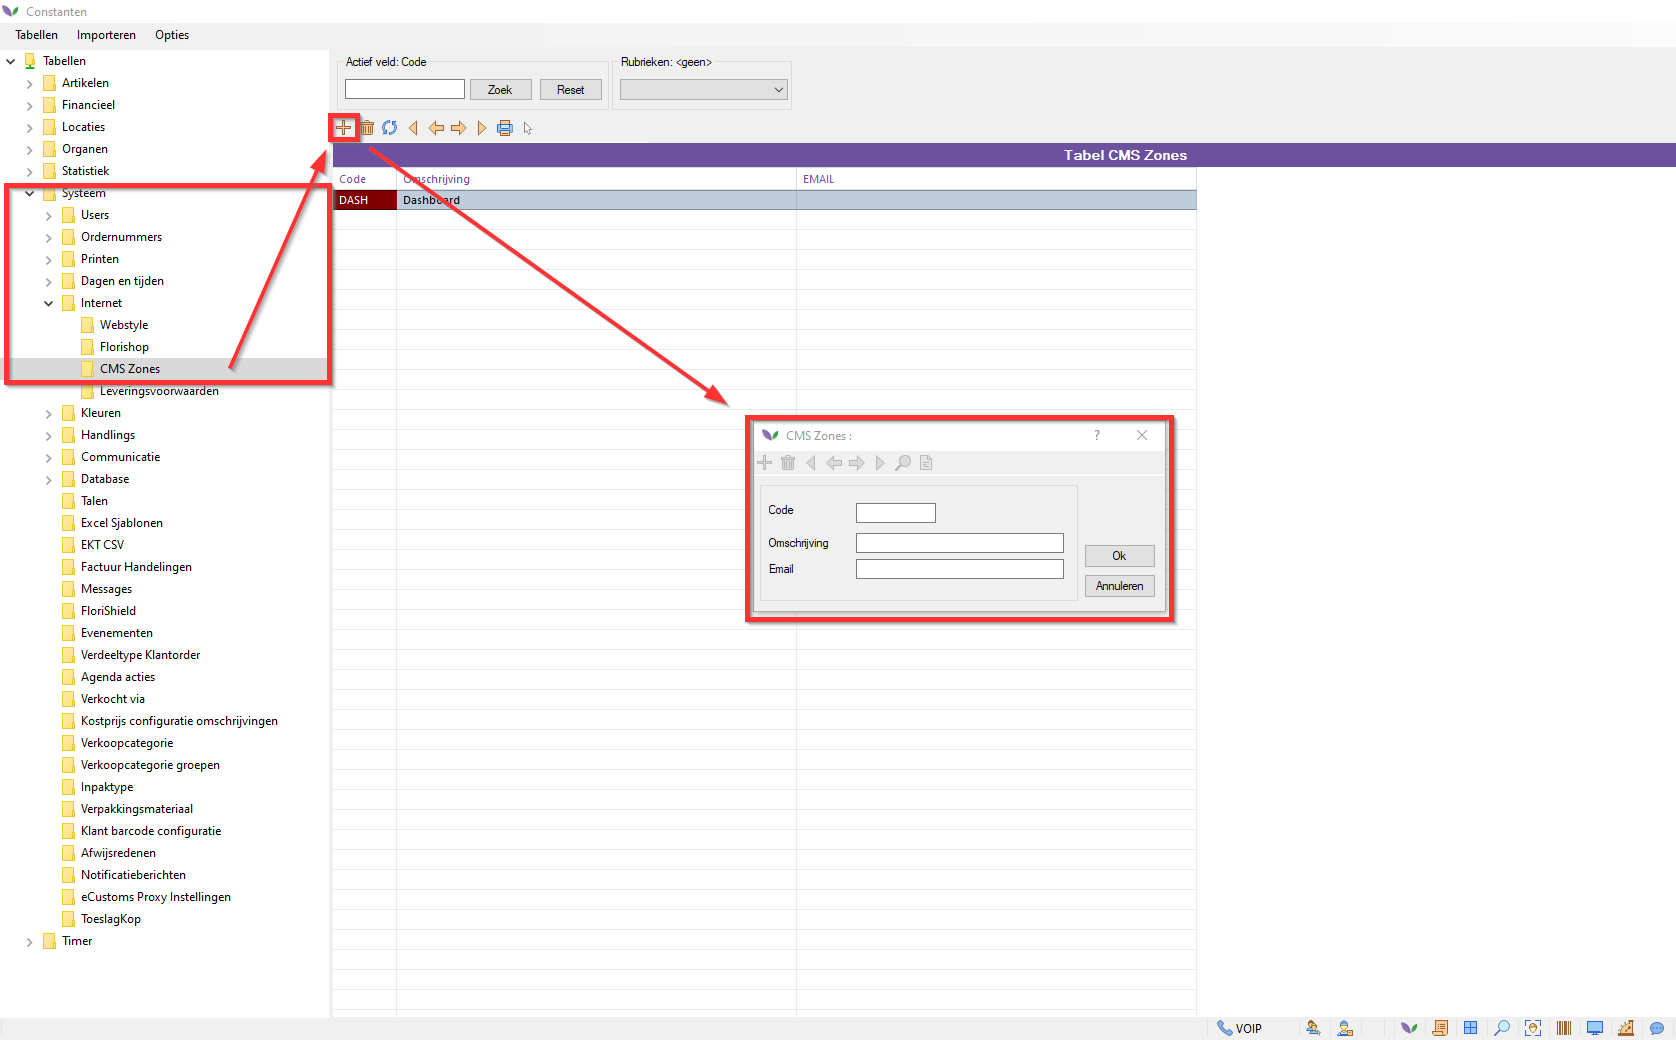 Constanten
Tabellen Importeren Opties
Tabellen
Artikelen
Financieel
Locaties
Organen
Statistiek
Systeem
Users
Ordernummers
Printen
Dagen en tijden
Internet
Webstyle
Florishop
CMS Zones
Leveringsvoorwaarden
Kleuren
Handlings
Communicatie
Database
Talen
Excel Sjablonen
EKT CSV
Factuur Handelingen
Messages
FloriShield
Evenementen
Verdeeltype Klantorder
Agenda acties
Verkocht via
Kostprijs configuratie omschrijvingen
Verkoopcategorie
Verkoopcategorie groepen
Inpaktype
Verpakkingsmateriaal
Klant barcode configuratie
Afwijsredenen
Notificatieberichten
eCustoms Proxy Instellingen
ToeslagKop
Timer
Actief veld: Code
Zoek
Reset
Rubrieken: <geen>
Tabel CMS Zones
Code Omschrijving EMAIL
DASH Dashboard
CMS Zones :
?
Code
Omschrijving
Email
Ok
Annuleren
VOIP